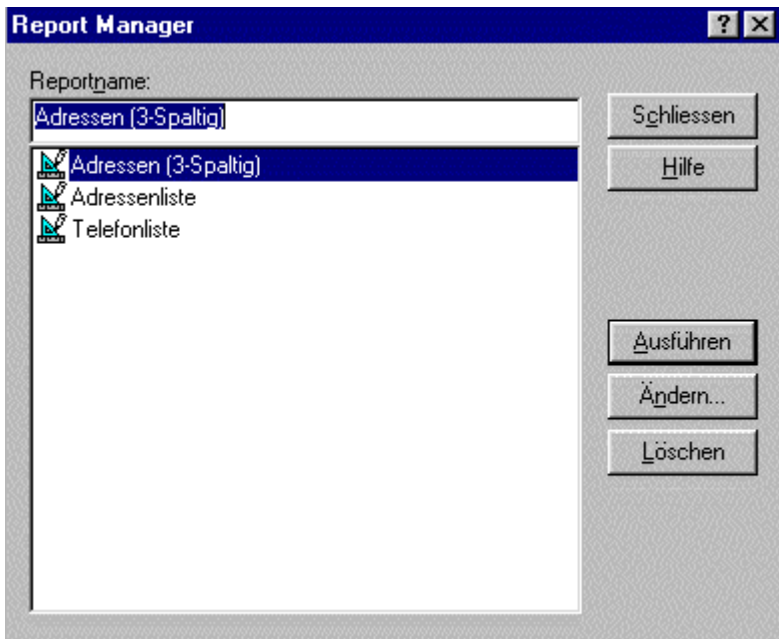 Report Manager
Reportname:
Adressen (3-Spaltig)
Adressen (3-Spaltig)
Adressenliste
Telefonliste
Schliessen
Hilfe
Ausführen
Ändern...
Löschen